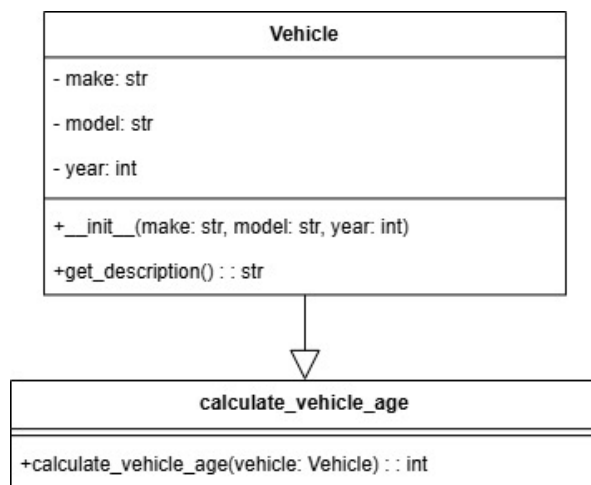 Vehicle
- make: str
- model: str
- year: int
+__init__(make: str, model: str, year: int)
+get_description() : : str
calculate_vehicle_age
+calculate_vehicle_age(vehicle: Vehicle) : : int